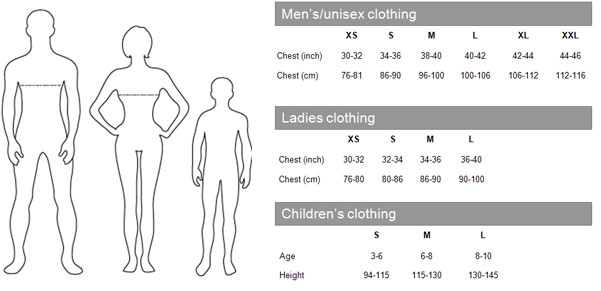 Men's/unisex clothing
XS S M L XL XXL
Chest (inch) 30-32 34-36 38-40 40-42 42-44 44-46
Chest (cm) 76-81 86-90 96-100 100-106 106-112 112-116
Ladies clothing
XS S M L
Chest (inch) 30-32 32-34 34-36 36-40
Chest (cm) 76-80 80-86 86-90 90-100
Children's clothing
S M L
Age 3-6 6-8 8-10
Height 94-115 115-130 130-145